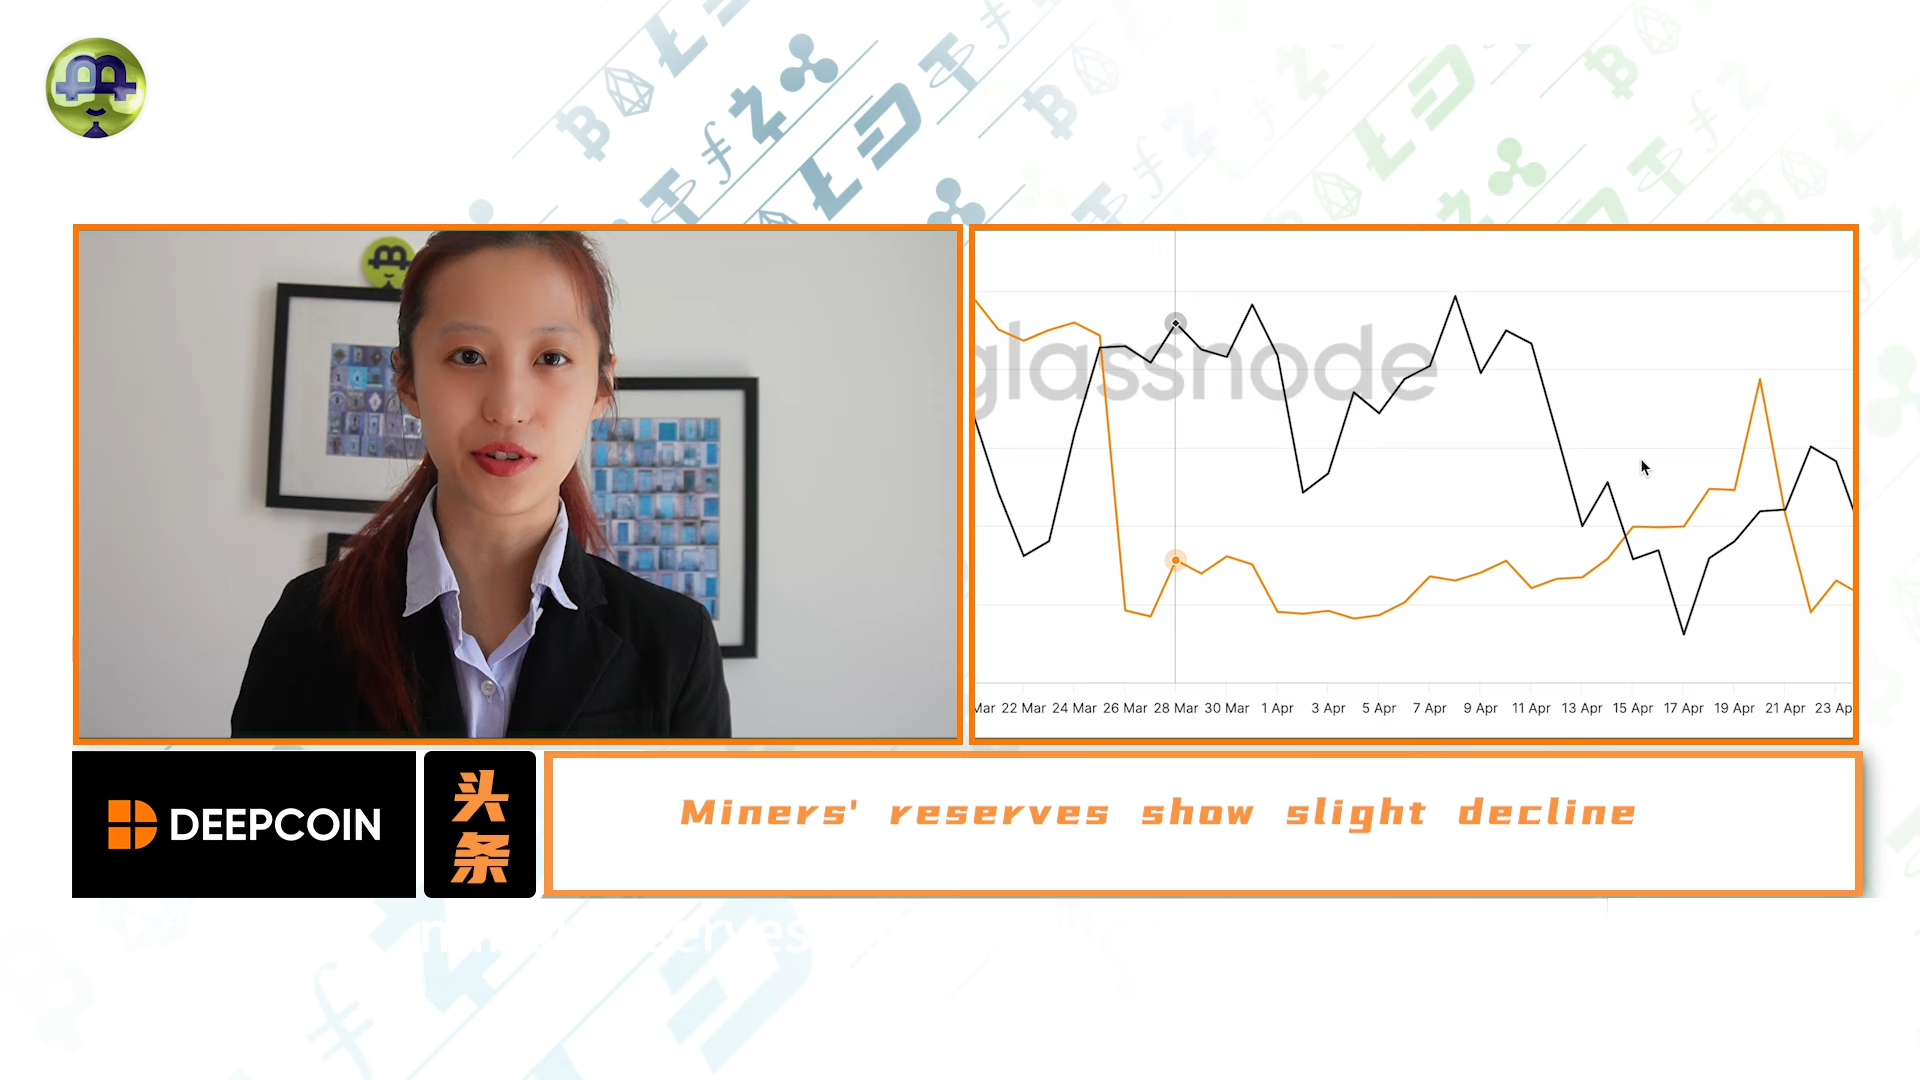 glassnode
Mar 22 Mar 24 Mar 26 Mar 28 Mar 30 Mar 1 Apr 3 Apr 5 Apr 7 Apr 9 Apr 11 Apr 13 Apr 15 Apr 17 Apr 19 Apr 21 Apr 23 Ap
DEEPCOIN
头
条
Miners' reserves show slight decline